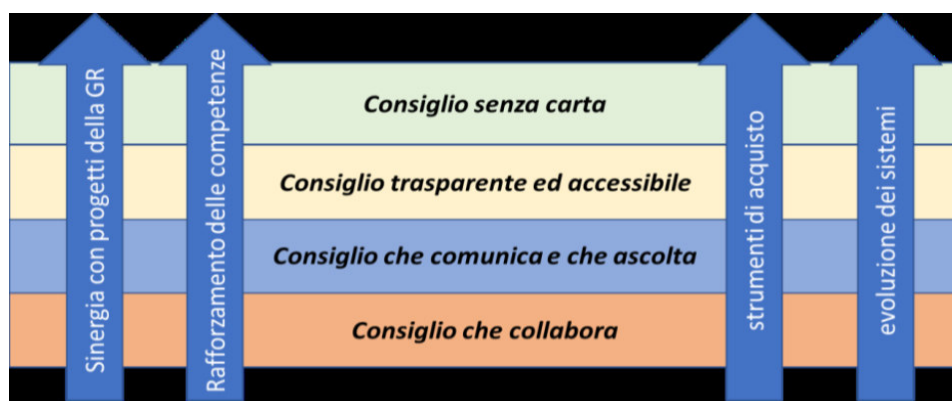 Sinergia con progetti della GR
Rafforzamento delle competenze
Consiglio senza carta
Consiglio trasparente ed accessibile
Consiglio che comunica e che ascolta
Consiglio che collabora
strumenti di acquisto
evoluzione dei sistemi